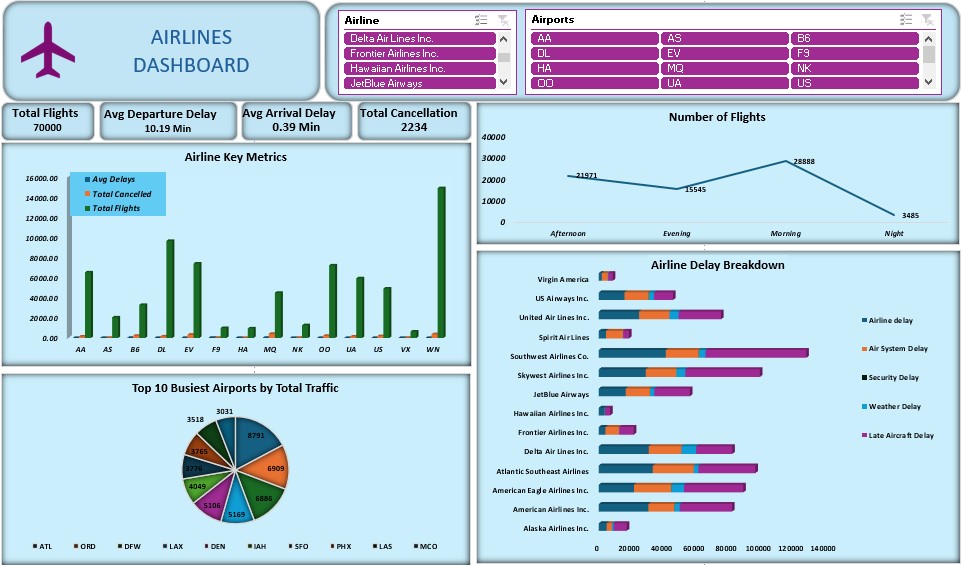 AIRLINES
DASHBOARD
Airline
Delta Air Lines Inc.
Frontier Airlines Inc.
Hawaiian Airlines Inc.
JetBlue Airways
Airports
AA AS B6
DL EV F9
HA MQ NK
OO UA US
Total Flights
70000
Avg Departure Delay
10.19 Min
Avg Arrival Delay
0.39 Min
Total Cancellation
2234
Airline Key Metrics
16000.00
14000.00
12000.00
10000.00
8000.00
6000.00
4000.00
2000.00
0.00
Avg Delays
Total Cancelled
Total Flights
AA AS B6 DL EV F9 HA MQ NK OO UA US VX WN
Number of Flights
40000
30000
20000
10000
0
21971
15545
28888
3485
Afternoon Evening Morning Night
Top 10 Busiest Airports by Total Traffic
8791
6909
6886
5169
5106
4049
3776
3765
3518
3031
ATL ORD DFW LAX DEN IAH SFO PHX LAS MCO
Airline Delay Breakdown
Virgin America
US Airways Inc.
United Air Lines Inc.
Spirit Air Lines
Southwest Airlines Co.
Skywest Airlines Inc.
JetBlue Airways
Hawaiian Airlines Inc.
Frontier Airlines Inc.
Delta Air Lines Inc.
Atlantic Southeast Airlines
American Eagle Airlines Inc.
American Airlines Inc.
Alaska Airlines Inc.
0 20000 40000 60000 80000 100000 120000 140000
Airline delay
Air System Delay
Security Delay
Weather Delay
Late Aircraft Delay